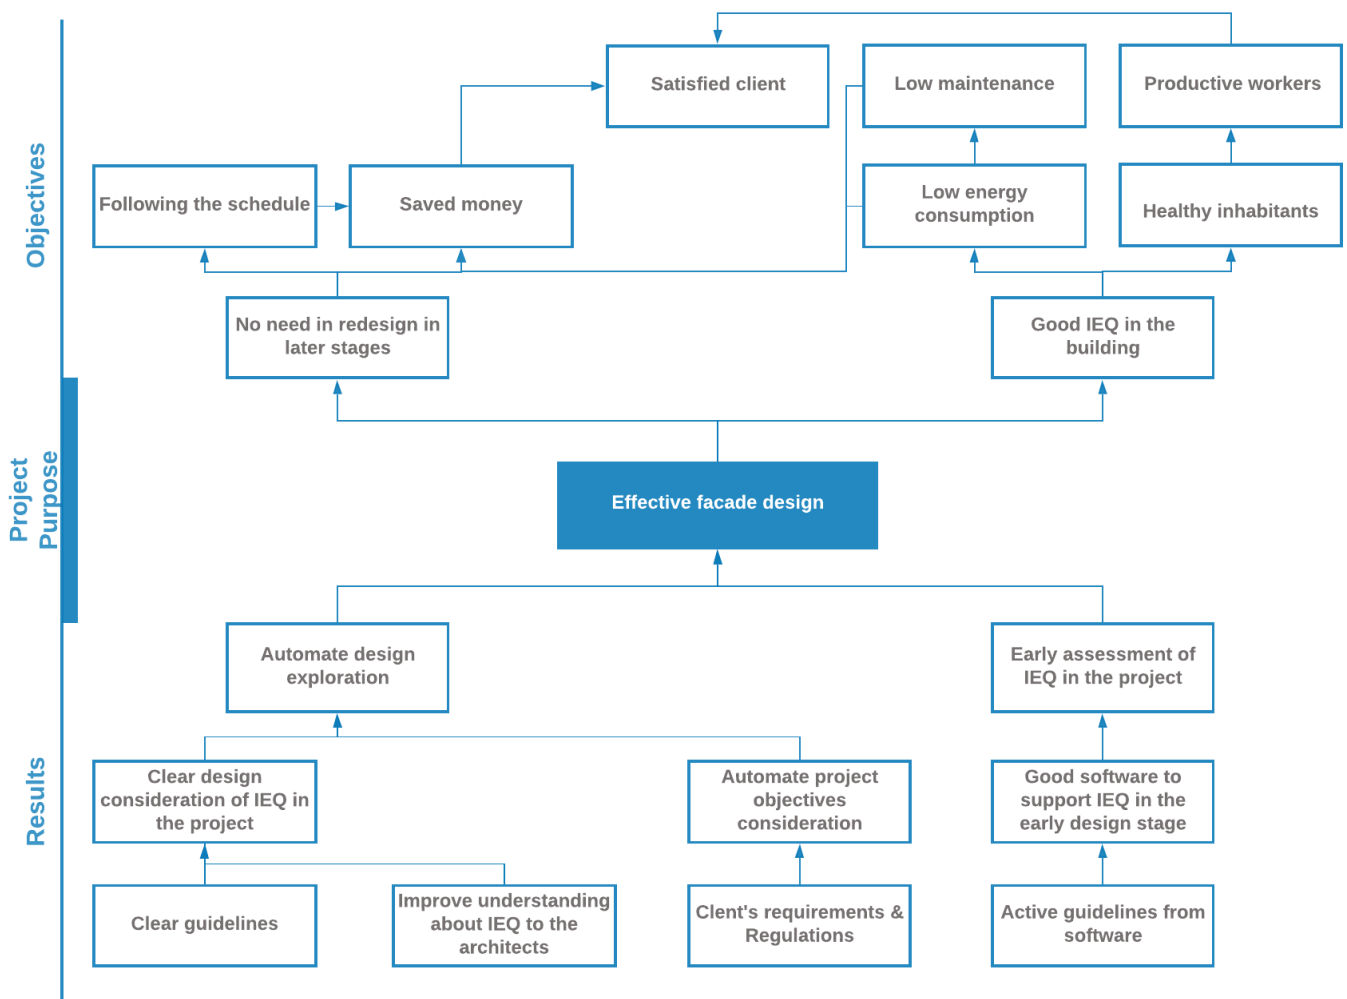 Objectives
Satisfied client
Low maintenance
Productive workers
Following the schedule
Saved money
Low energy
consumption
Healthy inhabitants
No need in redesign in
later stages
Good IEQ in the
building
Project
Purpose
Effective facade design
Results
Automate design
exploration
Early assessment of
IEQ in the project
Clear design
consideration of IEQ in
the project
Automate project
objectives
consideration
Good software to
support IEQ in the
early design stage
Clear guidelines
Improve understanding
about IEQ to the
architects
Clent's requirements &
Regulations
Active guidelines from
software